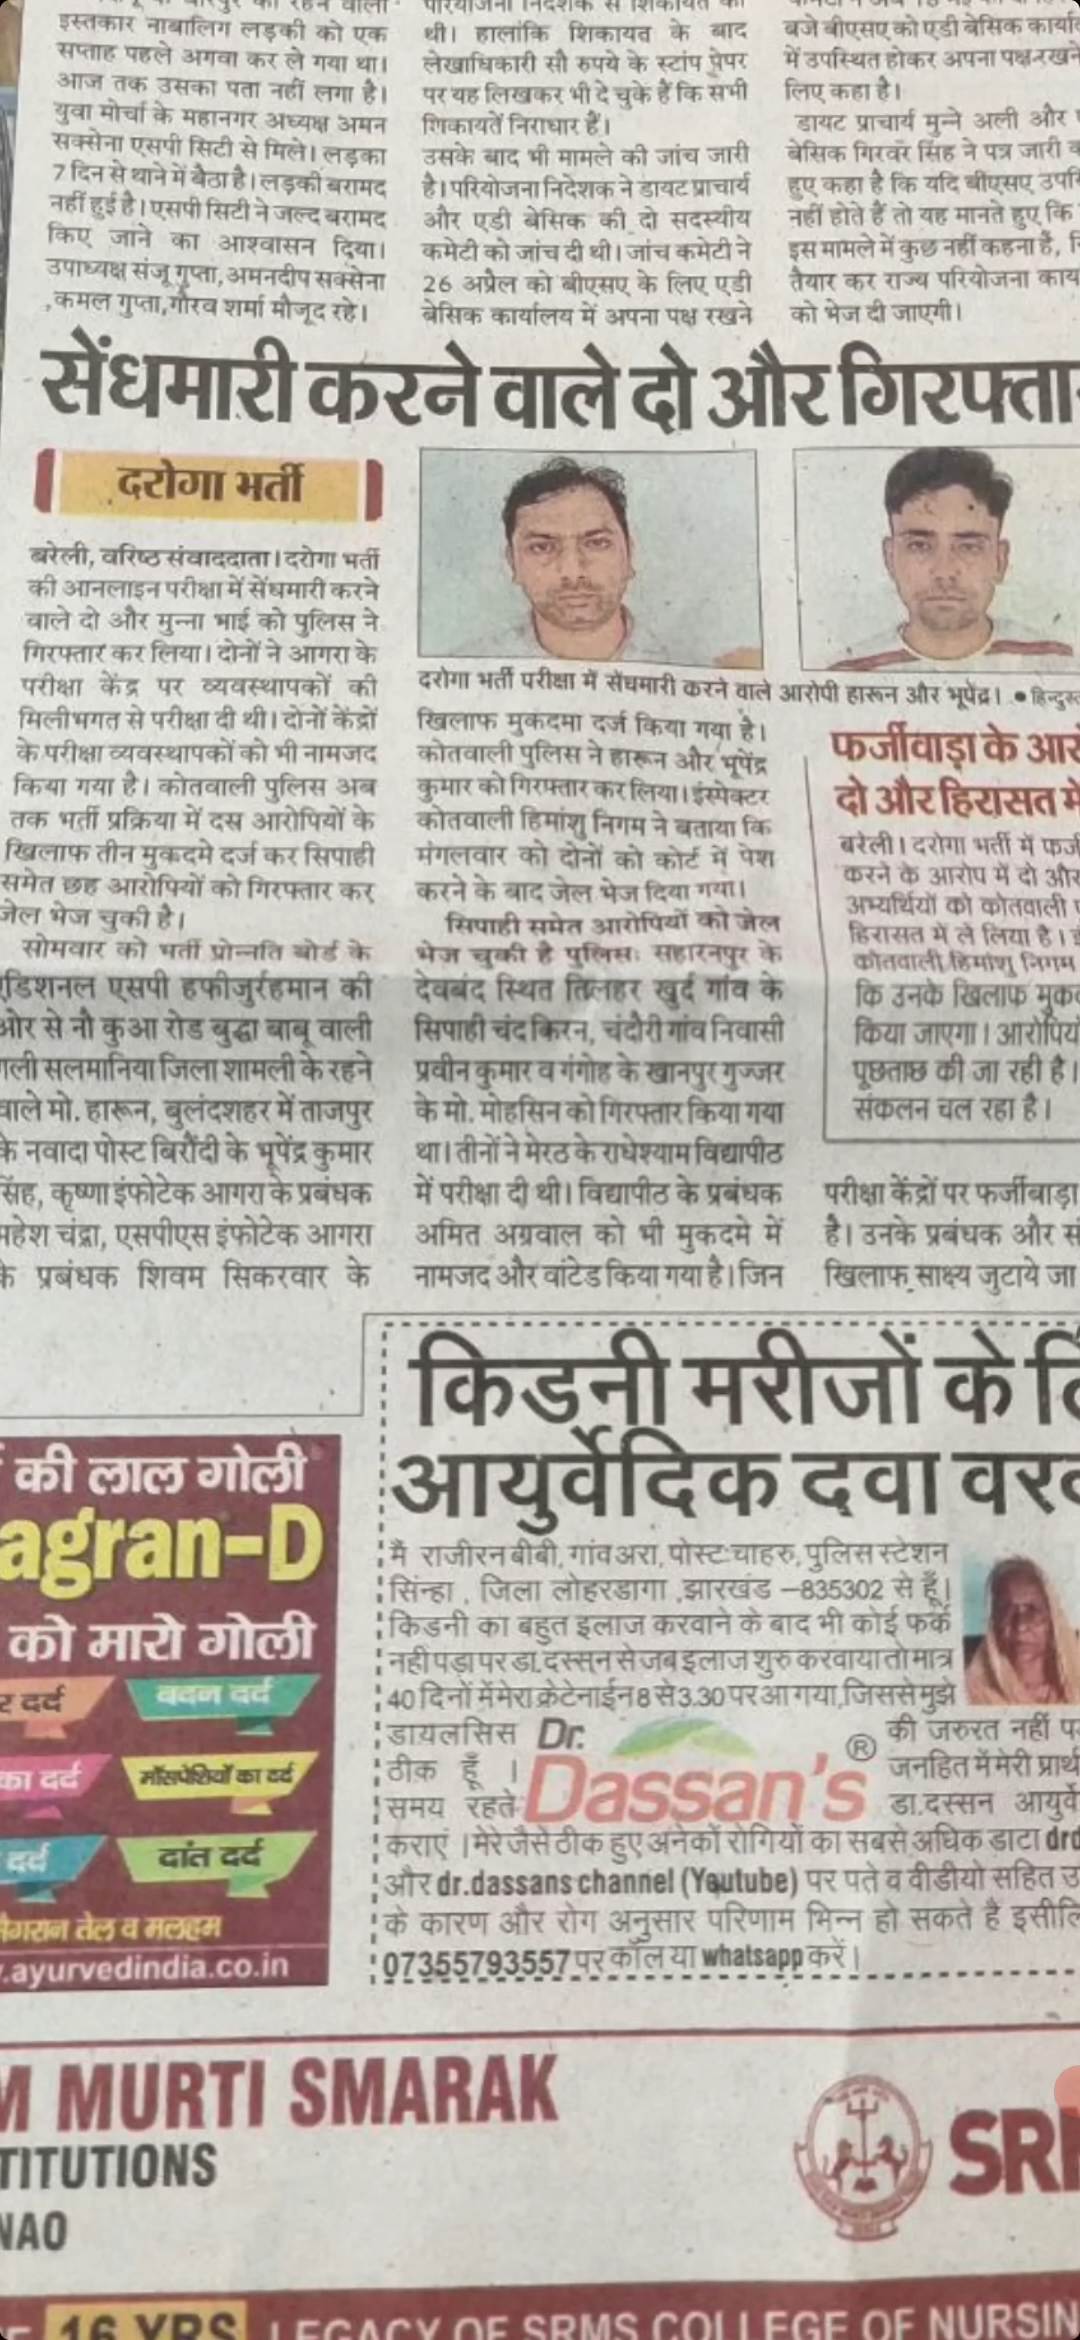 इस्तकार नाबालिग लड़की को एक
सप्ताह पहले अगवा कर ले गया था।
आज तक उसका पता नहीं लगा है।
युवा मोर्चा के महानगर अध्यक्ष अमन
सक्सेना एसपी सिटी से मिले। लड़का
7 दिन से थाने में बैठा है। लड़की बरामद
नहीं हुई है। एसपी सिटी ने जल्द बरामद
किए जाने का आश्वासन दिया।
उपाध्यक्ष संजू गुप्ता, अमनदीप सक्सेना
,कमल गुप्ता,गौरव शर्मा मौजूद रहे।
परियोजना निदेशक से शिकायत की
थी। हालांकि शिकायत के बाद
लेखाधिकारी सौ रुपये के स्टांप पेपर
पर यह लिखकर भी दे चुके हैं कि सभी
शिकायतें निराधार हैं।
उसके बाद भी मामले की जांच जारी
है। परियोजना निदेशक ने डायट प्राचार्य
और एडी बेसिक की दो सदस्यीय
कमेटी को जांच दी थी। जांच कमेटी ने
26 अप्रैल को बीएसए के लिए एडी
बेसिक कार्यालय में अपना पक्ष रखने
बजे बीएसए को एडी बेसिक
में उपस्थित होकर अपना पक्ष रखने
लिए कहा है।
डायट प्राचार्य मुन्ने अली और
बेसिक गिरवर सिंह ने पत्र जारी
हुए कहा है कि यदि बीएसए
नहीं होते हैं तो यह मानते हुए कि
इस मामले में कुछ नहीं कहना है,
तैयार कर राज्य परियोजना
को भेज दी जाएगी।
सेंधमारी करने वाले दो और
दरोगा भर्ती
बरेली, वरिष्ठ संवाददाता। दरोगा भर्ती
की आनलाइन परीक्षा में सेंधमारी करने
वाले दो और मुन्ना भाई को पुलिस ने
गिरफ्तार कर लिया। दोनों ने आगरा के
परीक्षा केंद्र पर व्यवस्थापकों की
मिलीभगत से परीक्षा दी थी। दोनों केंद्रों
के परीक्षा व्यवस्थापकों को भी नामजद
किया गया है। कोतवाली पुलिस अब
तक भर्ती प्रक्रिया में दस आरोपियों के
खिलाफ तीन मुकदमे दर्ज कर सिपाही
समेत छह आरोपियों को गिरफ्तार कर
जेल भेज चुकी है।
सोमवार को भर्ती प्रोन्नति बोर्ड के
एडिशनल एसपी हफीजुर्रहमान की
ओर से नौ कुआ रोड बुद्धा बाबू वाली
गली सलमानिया जिला शामली के रहने
वाले मो. हारून, बुलंदशहर में ताजपुर
के नवादा पोस्ट बिरौंदी के भूपेंद्र कुमार
सिंह, कृष्णा इंफोटेक आगरा के प्रबंधक
महेश चंद्रा, एसपीएस इंफोटेक आगरा
के प्रबंधक शिवम सिकरवार के
दरोगा भर्ती परीक्षा में सेंधमारी करने वाले आरोपी हारून और भूपेंद्र। ●
खिलाफ मुकदमा दर्ज किया गया है।
कोतवाली पुलिस ने हारून और भूपेंद्र
कुमार को गिरफ्तार कर लिया। इंस्पेक्टर
कोतवाली हिमांशु निगम ने बताया कि
मंगलवार को दोनों को कोर्ट में पेश
करने के बाद जेल भेज दिया गया।
सिपाही समेत आरोपियों को जेल
भेज चुकी है पुलिसः सहारनपुर के
देवबंद स्थित तिलहर खुर्द गांव के
सिपाही चंद किरन, चंदौरी गांव निवासी
प्रवीन कुमार व गंगोह के खानपुर गुज्जर
के मो. मोहसिन को गिरफ्तार किया गया
था। तीनों ने मेरठ के राधेश्याम विद्यापीठ
में परीक्षा दी थी। विद्यापीठ के प्रबंधक
अमित अग्रवाल को भी मुकदमे में
नामजद और वांटेड किया गया है। जिन
फर्जीवाड़ा के
दो और हिरासत में
बरेली। दरोगा भर्ती में
करने के आरोप में दो और
अभ्यर्थियों को कोतवाली
हिरासत में ले लिया है।
कोतवाली हिमांशु निगम
कि उनके खिलाफ
किया जाएगा।
पूछताछ की जा रही है।
संकलन चल रहा है।
परीक्षा केंद्रों पर फर्जीवाड़ा
है। उनके प्रबंधक और
खिलाफ साक्ष्य जुटाये जा
की लाल गोली
agran-D
को मारो गोली
दर्द
बदन दर्द
का दर्द
माँसपेशियों का दर्द
दर्द
दांत दर्द
तेल व मलहम
.ayurvedindia.co.in
किडनी मरीजों के
आयुर्वेदिक दवा
मैं राजीरन बीबी, गांव अरा, पोस्ट:चाहरु, पुलिस स्टेशन
सिंन्हा , जिला लोहरडागा ,झारखंड –835302 से हूँ।
किडनी का बहुत इलाज करवाने के बाद भी कोई फर्क
नही पड़ा पर डा.दस्सन से जब इलाज शुरु करवाया तो मात्र
40 दिनों में मेरा क्रेटेनाईन 8 से 3.30 पर आ गया,जिससे मुझे
डायलसिस
की जरुरत नहीं
ठीक हूँ ।
जनहित में मेरी
समय रहते
डा.दस्सन
Dr.
Dassan's ®
कराएं । मेरे जैसे ठीक हुए अनेकों रोगियों का सबसे अधिक डाटा
और dr.dassans channel (Youtube) पर पते व वीडीयो सहित
के कारण और रोग अनुसार परिणाम भिन्न हो सकते है
07355793557 पर कॉल या whatsapp करें।
M MURTI SMARAK
TITUTIONS
NAO
SR
16 YRS
LEGACY OF SRMS COLLEGE OF NURSIN